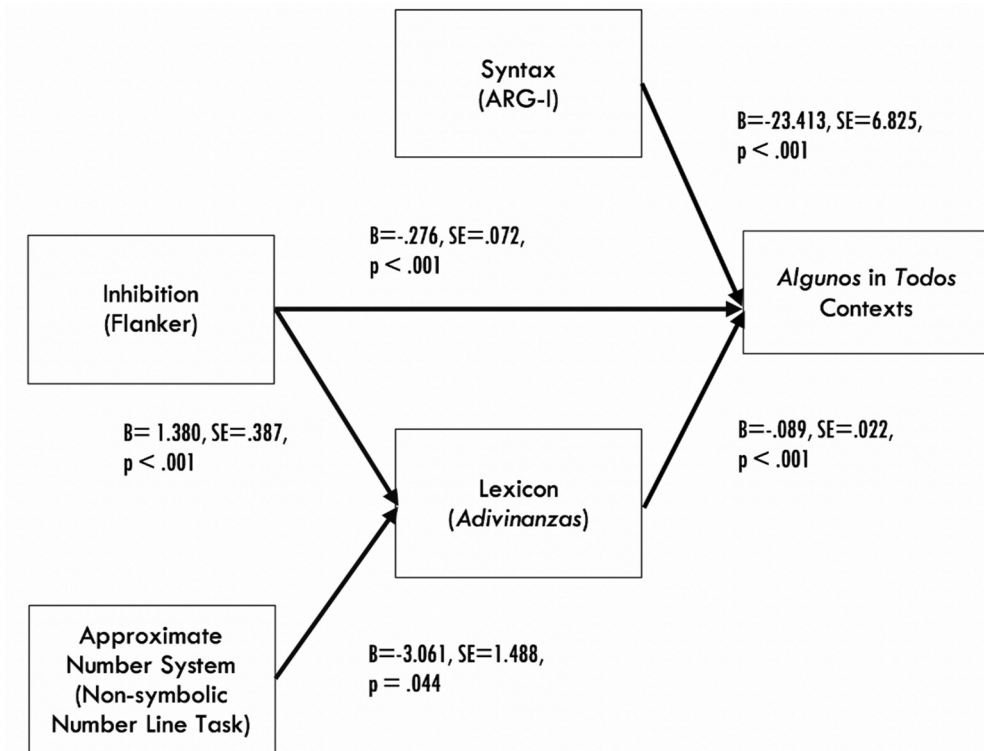 Syntax
(ARG-I)
B=-23.413, SE=6.825,
p < .001
B=-.276, SE=.072,
p < .001
Inhibition
(Flanker)
Algunos in Todos
Contexts
B= 1.380, SE=.387,
p < .001
B=-.089, SE=.022,
p < .001
Lexicon
(Adivinanzas)
Approximate
Number System
(Non-symbolic
Number Line Task)
B=-3.061, SE=1.488,
p = .044